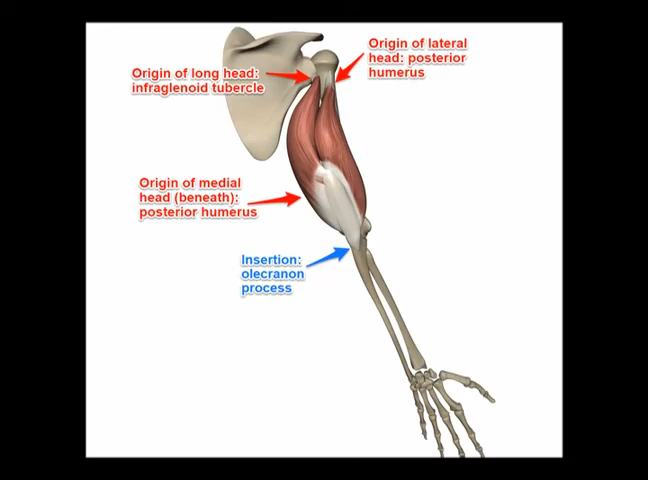 Origin of lateral
head: posterior
humerus
Origin of long head:
infraglenoid tubercle
Origin of medial
head (beneath):
posterior humerus
Insertion:
olecranon
process